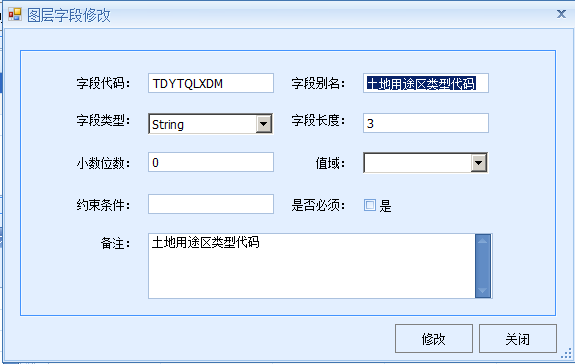 图层字段修改
字段代码： TDYTQLXDM 字段别名： 土地用途区类型代码
字段类型： String 字段长度： 3
小数位数： 0 值域：
约束条件： 是否必须： 是
备注： 土地用途区类型代码
修改 关闭